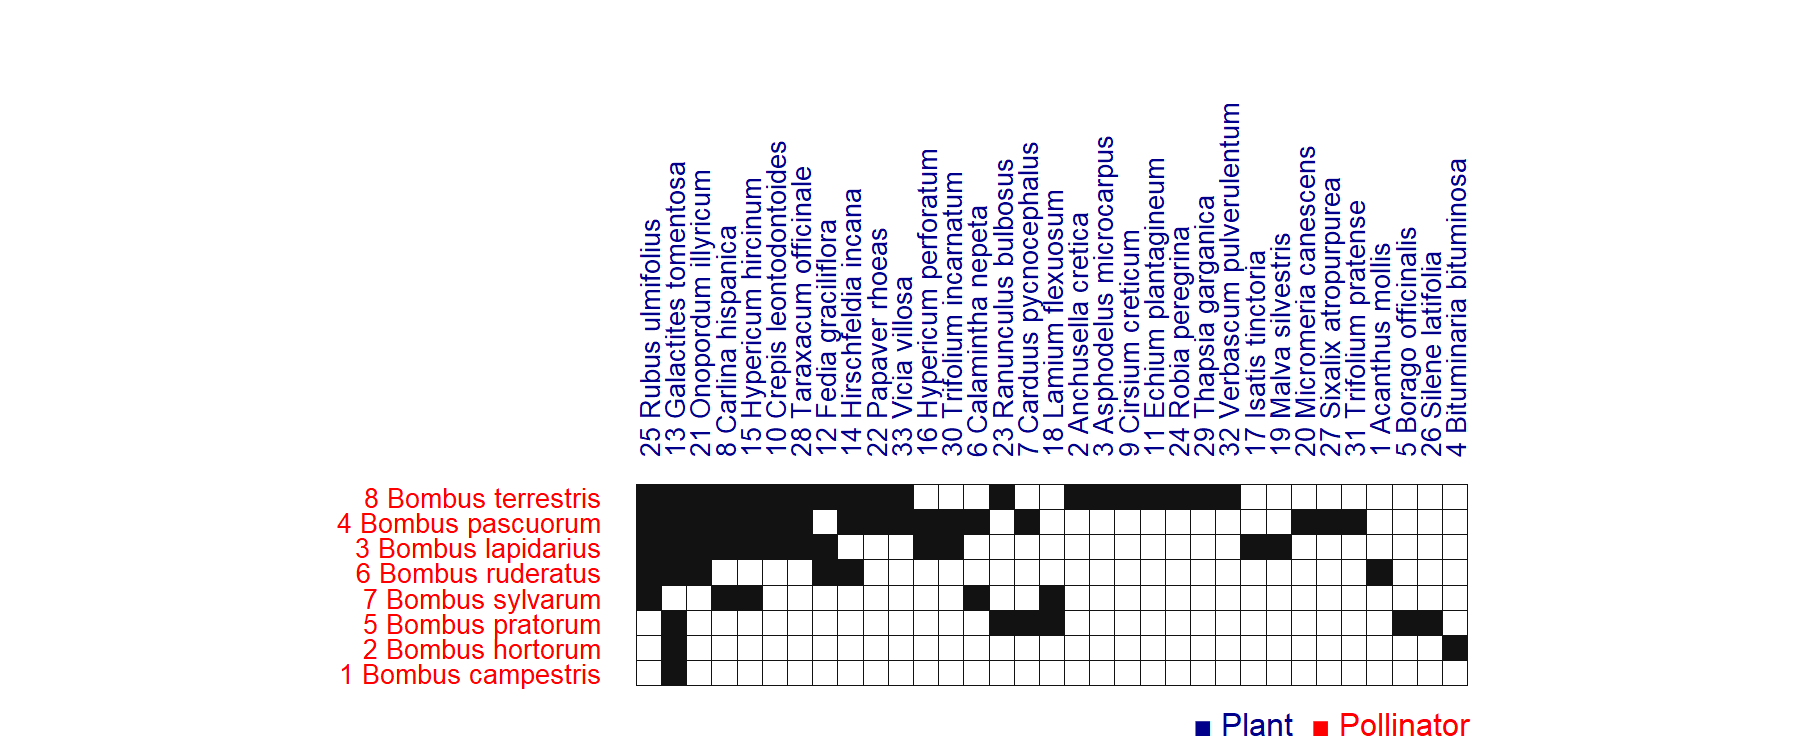 25 Rubus ulmifolius
13 Galactites tomentosa
21 Onopordum illyricum
8 Carlina hispanica
15 Hypericum hircinum
10 Crepis leontodontoides
28 Taraxacum officinale
12 Fedia graciliflora
14 Hirschfeldia incana
22 Papaver rhoeas
33 Vicia villosa
16 Hypericum perforatum
30 Trifolium incarnatum
6 Calamintha nepeta
23 Ranunculus bulbosus
7 Carduus pycnocephalus
18 Lamium flexuosum
2 Anchusella cretica
3 Asphodelus microcarpus
9 Cirsium creticum
11 Echium plantagineum
24 Robia peregrina
29 Thapsia garganica
32 Verbascum pulverulentum
17 Isatis tinctoria
19 Malva silvestris
20 Micromeria canescens
27 Sixalix atropurpurea
31 Trifolium pratense
1 Acanthus mollis
5 Borago officinalis
26 Silene latifolia
4 Bituminaria bituminosa
8 Bombus terrestris
4 Bombus pascuorum
3 Bombus lapidarius
6 Bombus ruderatus
7 Bombus sylvarum
5 Bombus pratorum
2 Bombus hortorum
1 Bombus campestris
Plant Pollinator